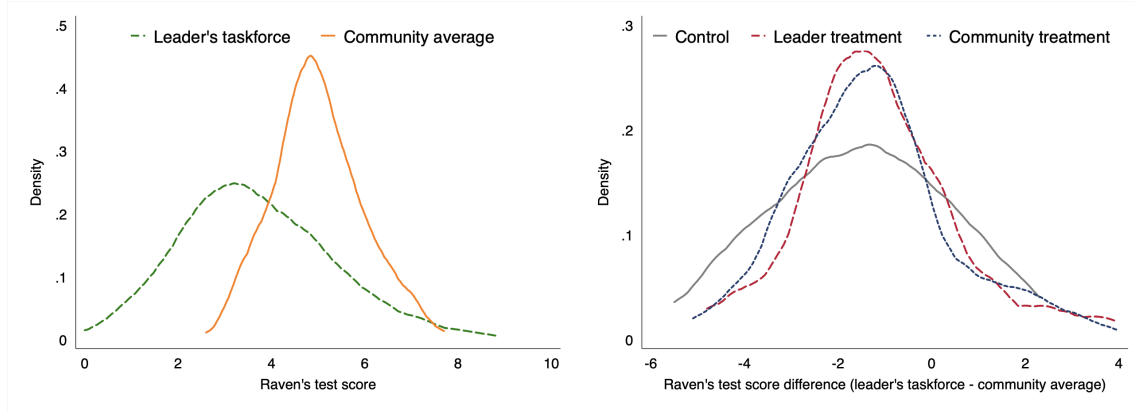 Leader's taskforce
Community average
Density
.5
.4
.3
.2
.1
0
0 2 4 6 8 10
Raven's test score
Control
Leader treatment
Community treatment
Density
.3
.2
.1
0
-6 -4 -2 0 2 4
Raven's test score difference (leader's taskforce - community average)